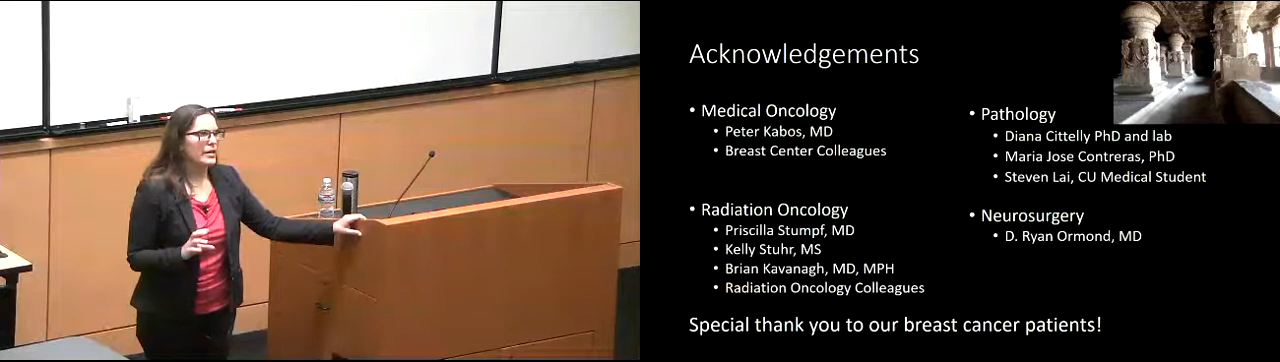 Acknowledgements
• Medical Oncology
• Peter Kabos, MD
• Breast Center Colleagues
• Radiation Oncology
• Priscilla Stumpf, MD
• Kelly Stuhr, MS
• Brian Kavanagh, MD, MPH
• Radiation Oncology Colleagues
• Pathology
• Diana Cittelly PhD and lab
• Maria Jose Contreras, PhD
• Steven Lai, CU Medical Student
• Neurosurgery
• D. Ryan Ormond, MD
Special thank you to our breast cancer patients!